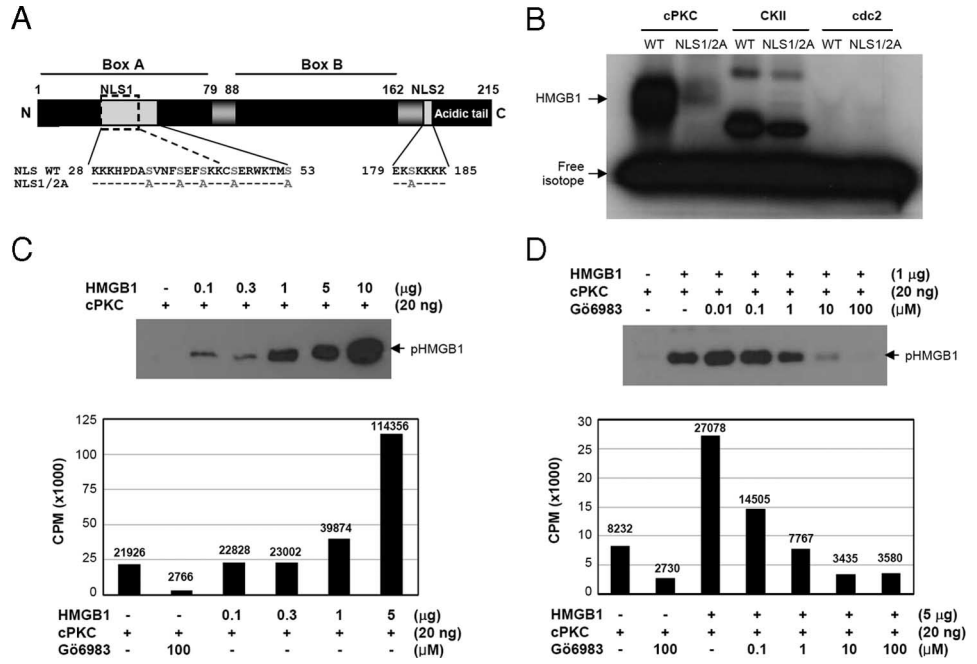 A
Box A Box B
1 NLS1 79 88 162 NLS2 215
N Acidic tail C
NLS WT 28 KKKHPDASVNFSEFSKKCSERWKTMS 53 179 EKSKKKK 185
NLS1/2A -------A---A--A---A------A --A----
B
cPKC CKII cdc2
WT NLS1/2A WT NLS1/2A WT NLS1/2A
HMGB1
Free
isotope
C
HMGB1 - 0.1 0.3 1 5 10 (μg)
cPKC + + + + + + (20 ng)
pHMGB1
CPM (x1000)
125
100
75
50
25
0
21926 2766 22828 23002 39874 114356
HMGB1 - - 0.1 0.3 1 5 (μg)
cPKC + + + + + + (20 ng)
Gö6983 - 100 - - - - (μM)
D
HMGB1 - + + + + + + (1 μg)
cPKC + + + + + + + (20 ng)
Gö6983 - - 0.01 0.1 1 10 100 (μM)
pHMGB1
CPM (x1000)
30
25
20
15
10
5
0
8232 2730 27078 14505 7767 3435 3580
HMGB1 - - + + + + + (5 μg)
cPKC + + + + + + + (20 ng)
Gö6983 - 100 - 0.1 1 10 100 (μM)